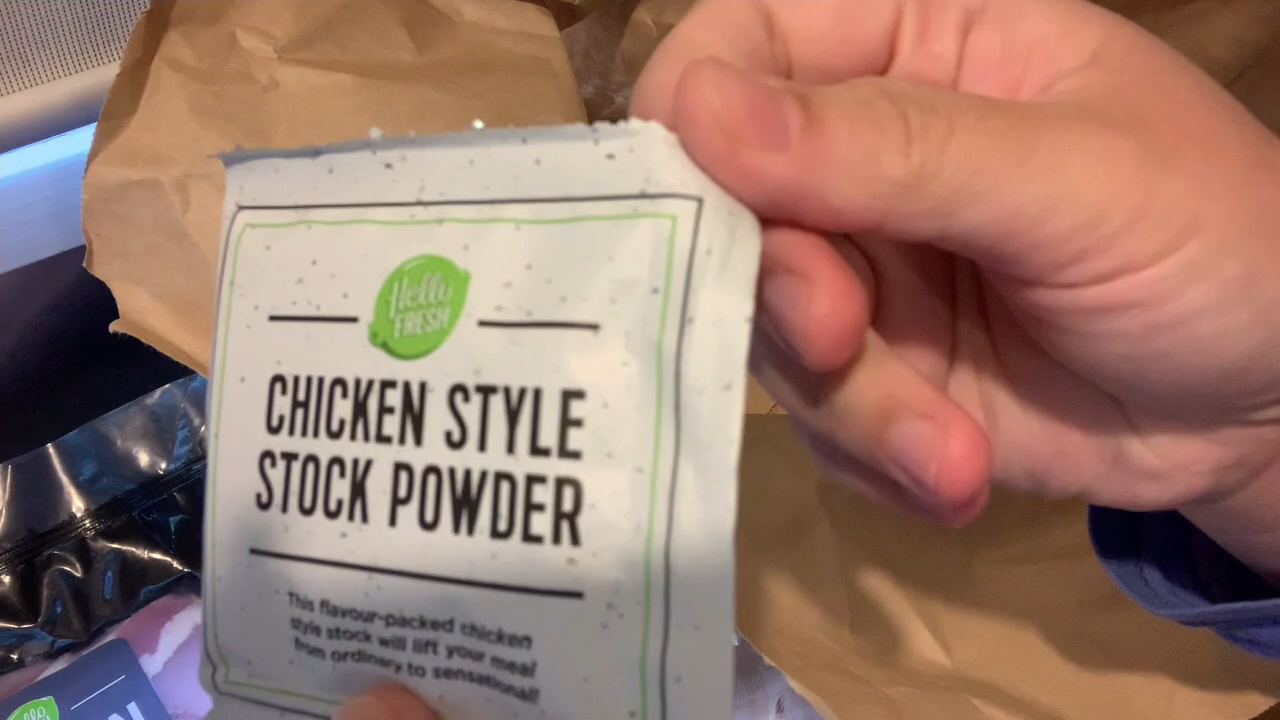 Hello
FRESH
CHICKEN STYLE
STOCK POWDER
This flavour-packed chicken
style stock will lift your meal
from ordinary to sensational!